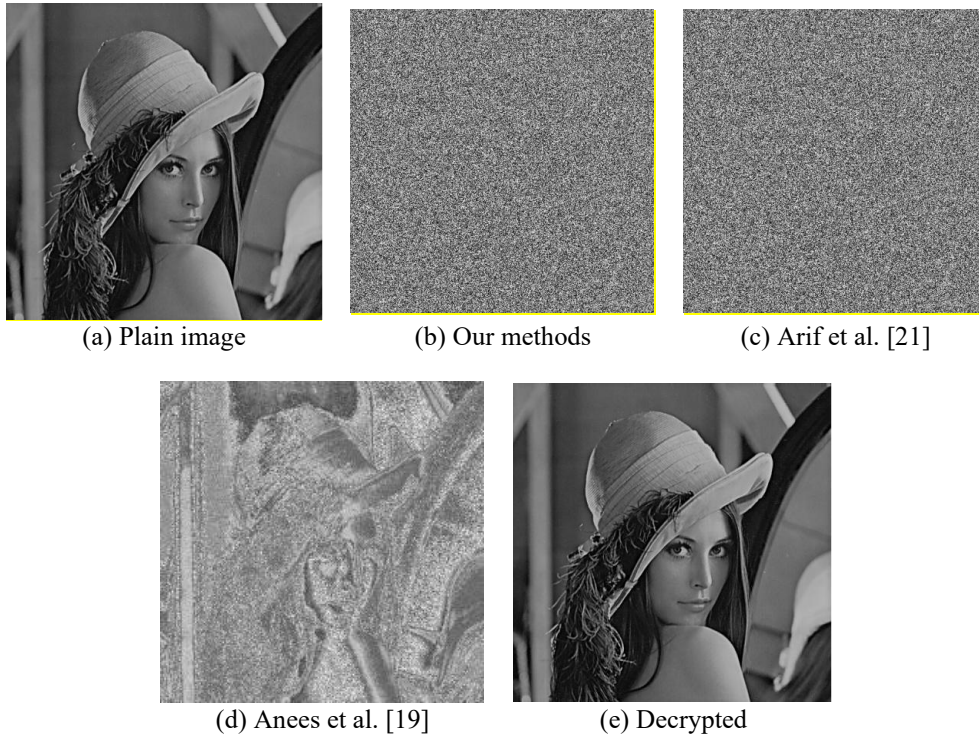 (a) Plain image
(b) Our methods
(c) Arif et al. [21]
(d) Anees et al. [19]
(e) Decrypted